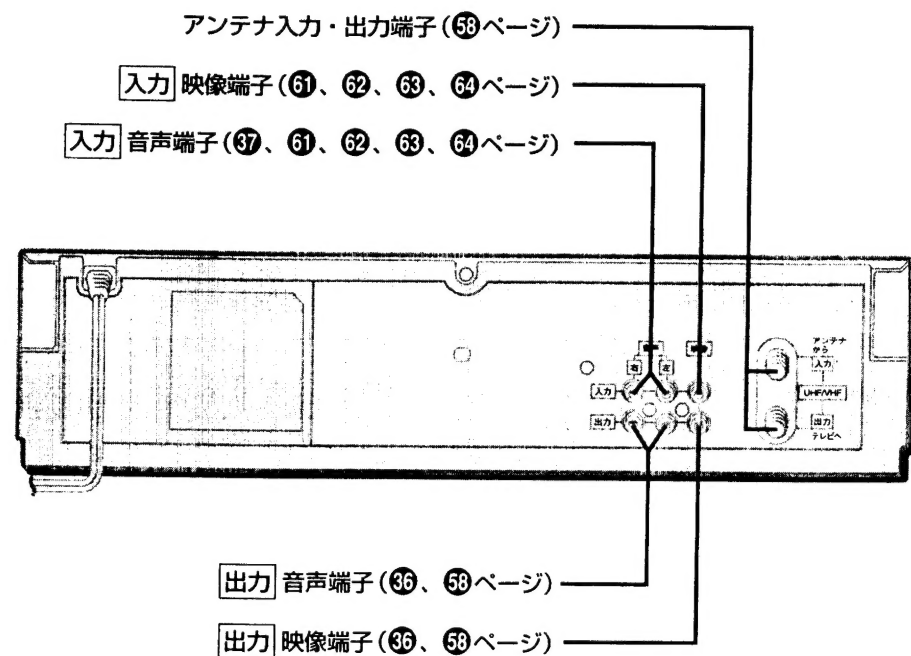 アンテナ入力・出力端子(58ページ)
入力 映像端子(61、62、63、64ページ)
入力 音声端子(37、61、62、63、64ページ)
アンテナ
から
右 左
入力
入力
UHF/VHF
出力
出力
テレビへ
出力 音声端子(36、58ページ)
出力 映像端子(36、58ページ)